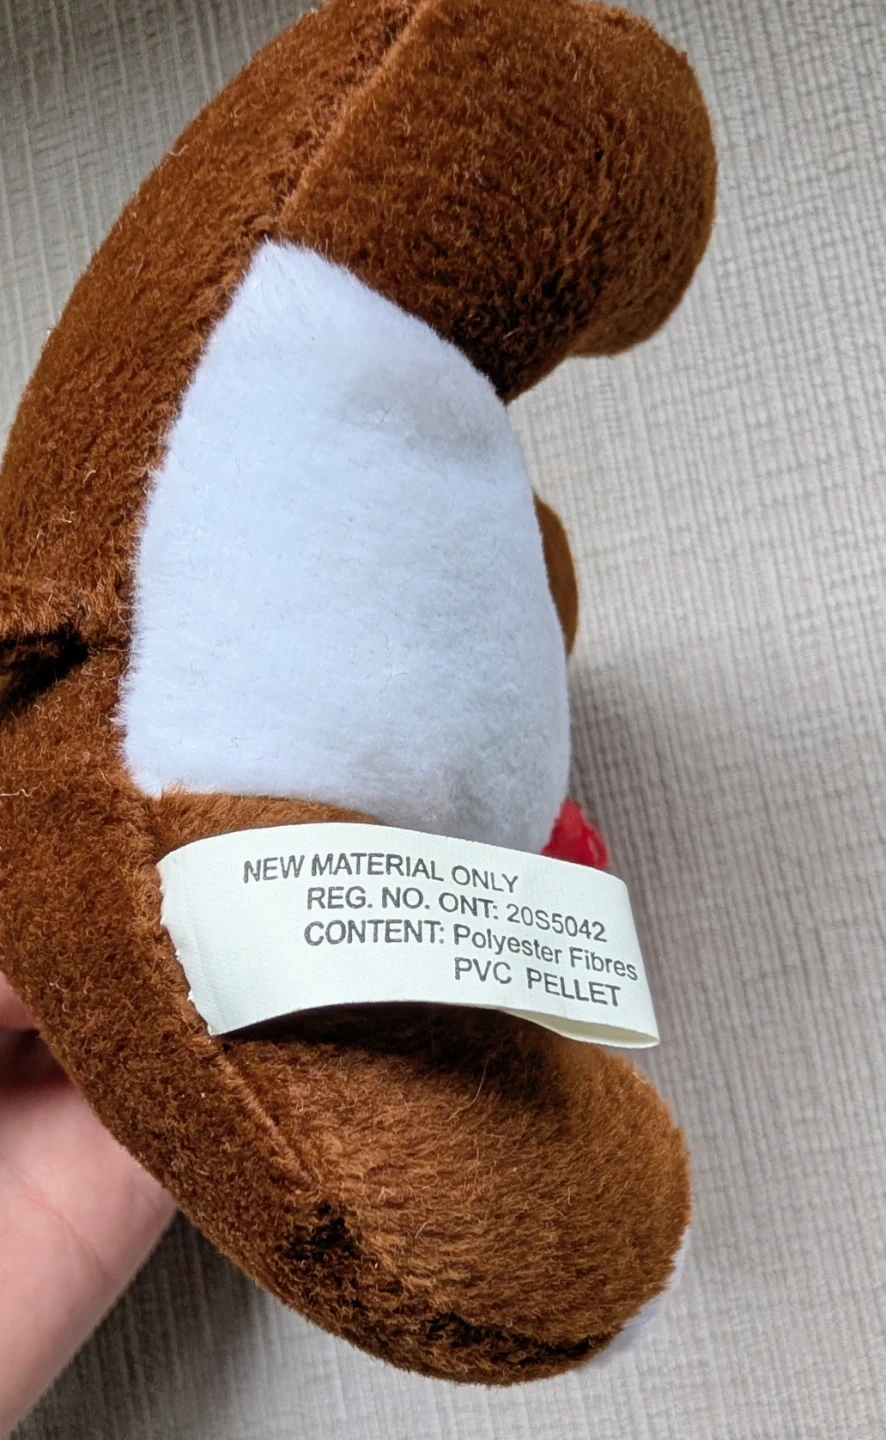 NEW MATERIAL ONLY
REG. NO. ONT: 20S5042
CONTENT: Polyester Fibres
PVC PELLET